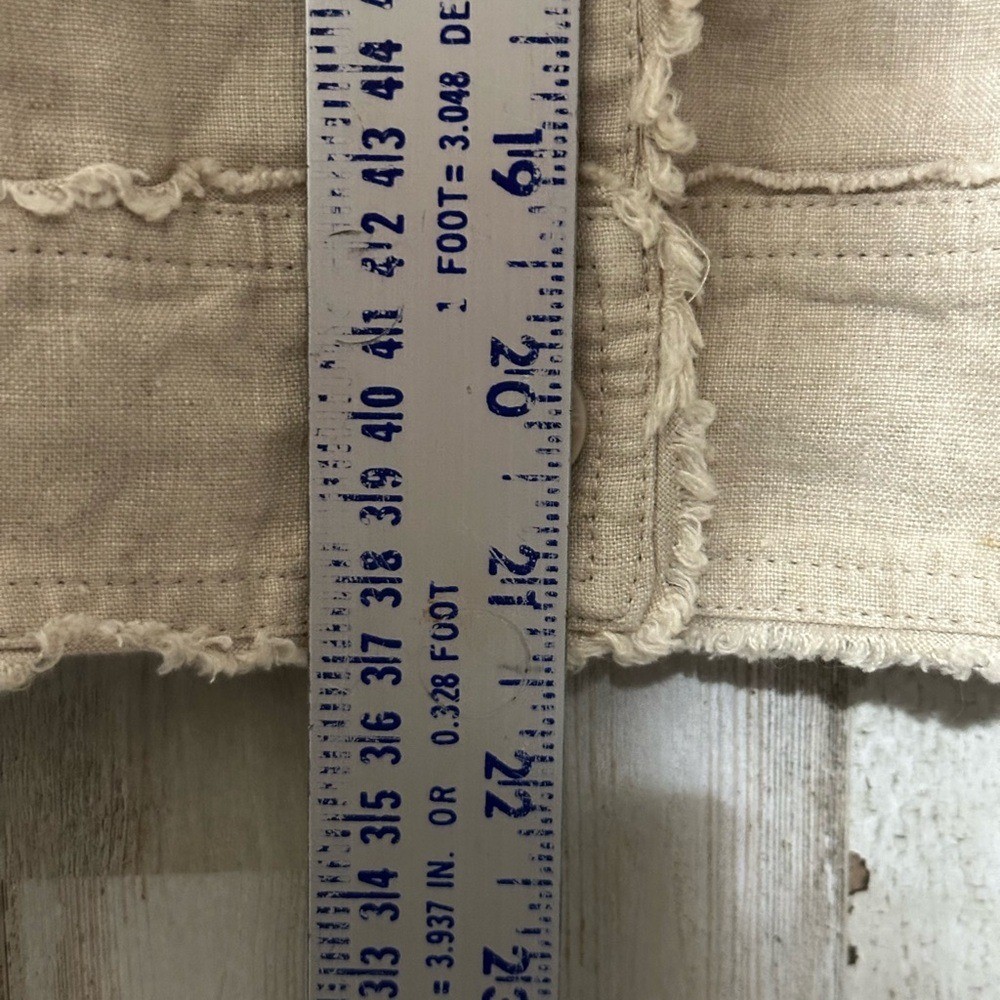 44 43 42 41 40 39 38 37 36 35 34 33
1 FOOT = 3.048 DE
= 3.937 IN. OR 0.328 FOOT
19 20 21 22 23